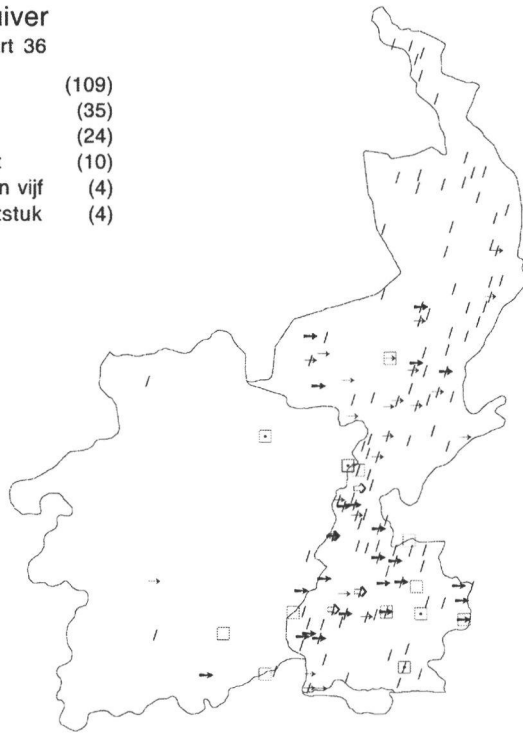 iver
rt 36
(109)
(35)
(24)
(10)
n vijf (4)
tstuk (4)